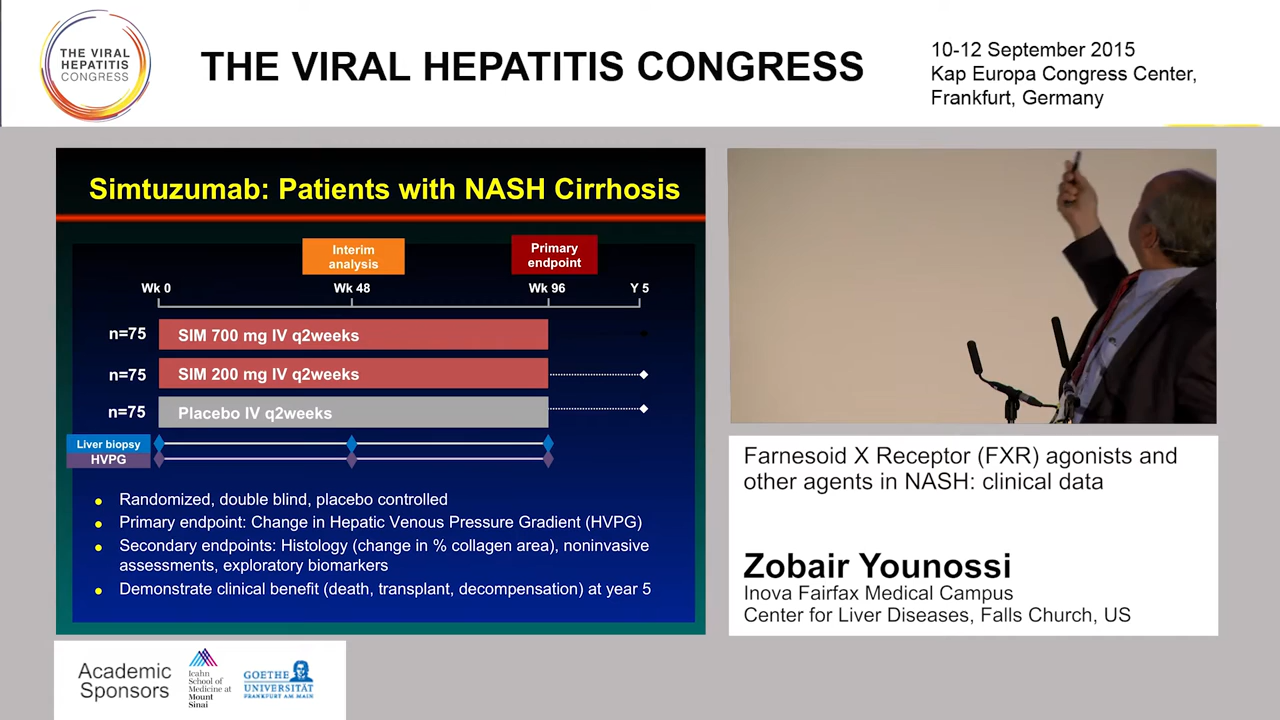 THE VIRAL
HEPATITIS
CONGRESS
THE VIRAL HEPATITIS CONGRESS
10-12 September 2015
Kap Europa Congress Center,
Frankfurt, Germany
Simtuzumab: Patients with NASH Cirrhosis
Interim
analysis
Primary
endpoint
Wk 0 Wk 48 Wk 96 Y 5
n=75 SIM 700 mg IV q2weeks
n=75 SIM 200 mg IV q2weeks
n=75 Placebo IV q2weeks
Liver biopsy
HVPG
• Randomized, double blind, placebo controlled
• Primary endpoint: Change in Hepatic Venous Pressure Gradient (HVPG)
• Secondary endpoints: Histology (change in % collagen area), noninvasive
assessments, exploratory biomarkers
• Demonstrate clinical benefit (death, transplant, decompensation) at year 5
Farnesoid X Receptor (FXR) agonists and
other agents in NASH: clinical data
Zobair Younossi
Inova Fairfax Medical Campus
Center for Liver Diseases, Falls Church, US
Academic
Sponsors
Icahn
School of
Medicine at
Mount
Sinai
GOETHE
UNIVERSITÄT
FRANKFURT AM MAIN